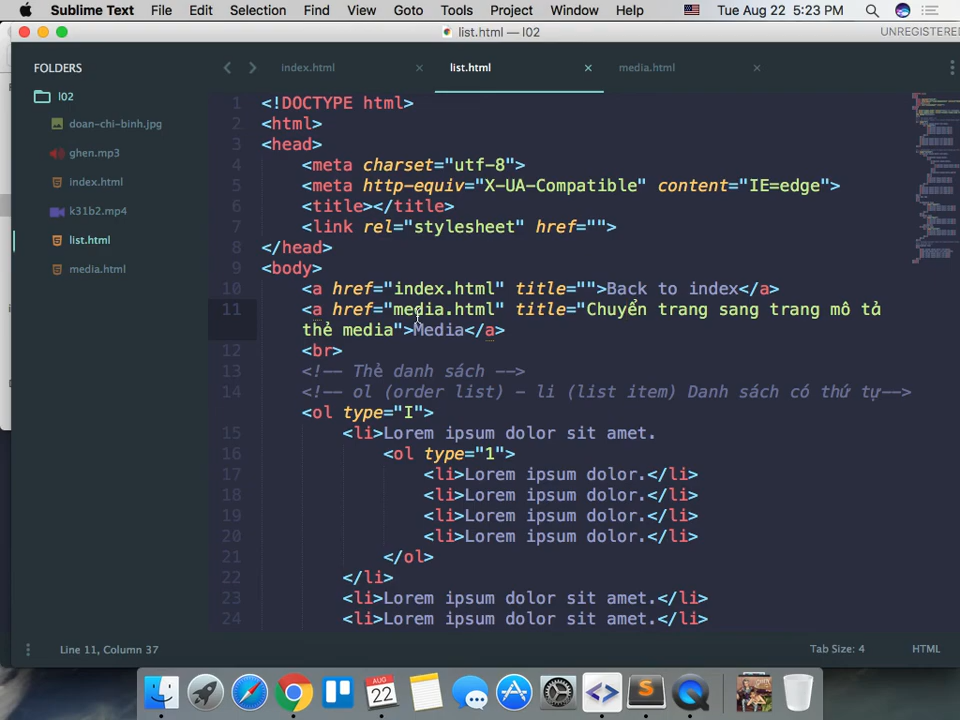 Sublime Text File Edit Selection Find View Goto Tools Project Window Help Tue Aug 22 5:23 PM
list.html — l02 UNREGISTERED
FOLDERS
l02
doan-chi-binh.jpg
ghen.mp3
index.html
k31b2.mp4
list.html
media.html
index.html × list.html × media.html ×
1 <!DOCTYPE html>
2 <html>
3 <head>
4 <meta charset="utf-8">
5 <meta http-equiv="X-UA-Compatible" content="IE=edge">
6 <title></title>
7 <link rel="stylesheet" href="">
8 </head>
9 <body>
10 <a href="index.html" title="">Back to index</a>
11 <a href="media.html" title="Chuyển trang sang trang mô tả
thẻ media">Media</a>
12 <br>
13 <!-- Thẻ danh sách -->
14 <!-- ol (order list) - li (list item) Danh sách có thứ tự-->
<ol type="I">
15 <li>Lorem ipsum dolor sit amet.
16 <ol type="1">
17 <li>Lorem ipsum dolor.</li>
18 <li>Lorem ipsum dolor.</li>
19 <li>Lorem ipsum dolor.</li>
20 <li>Lorem ipsum dolor.</li>
21 </ol>
22 </li>
23 <li>Lorem ipsum dolor sit amet.</li>
24 <li>Lorem ipsum dolor sit amet.</li>
Line 11, Column 37 Tab Size: 4 HTML
AUG
22